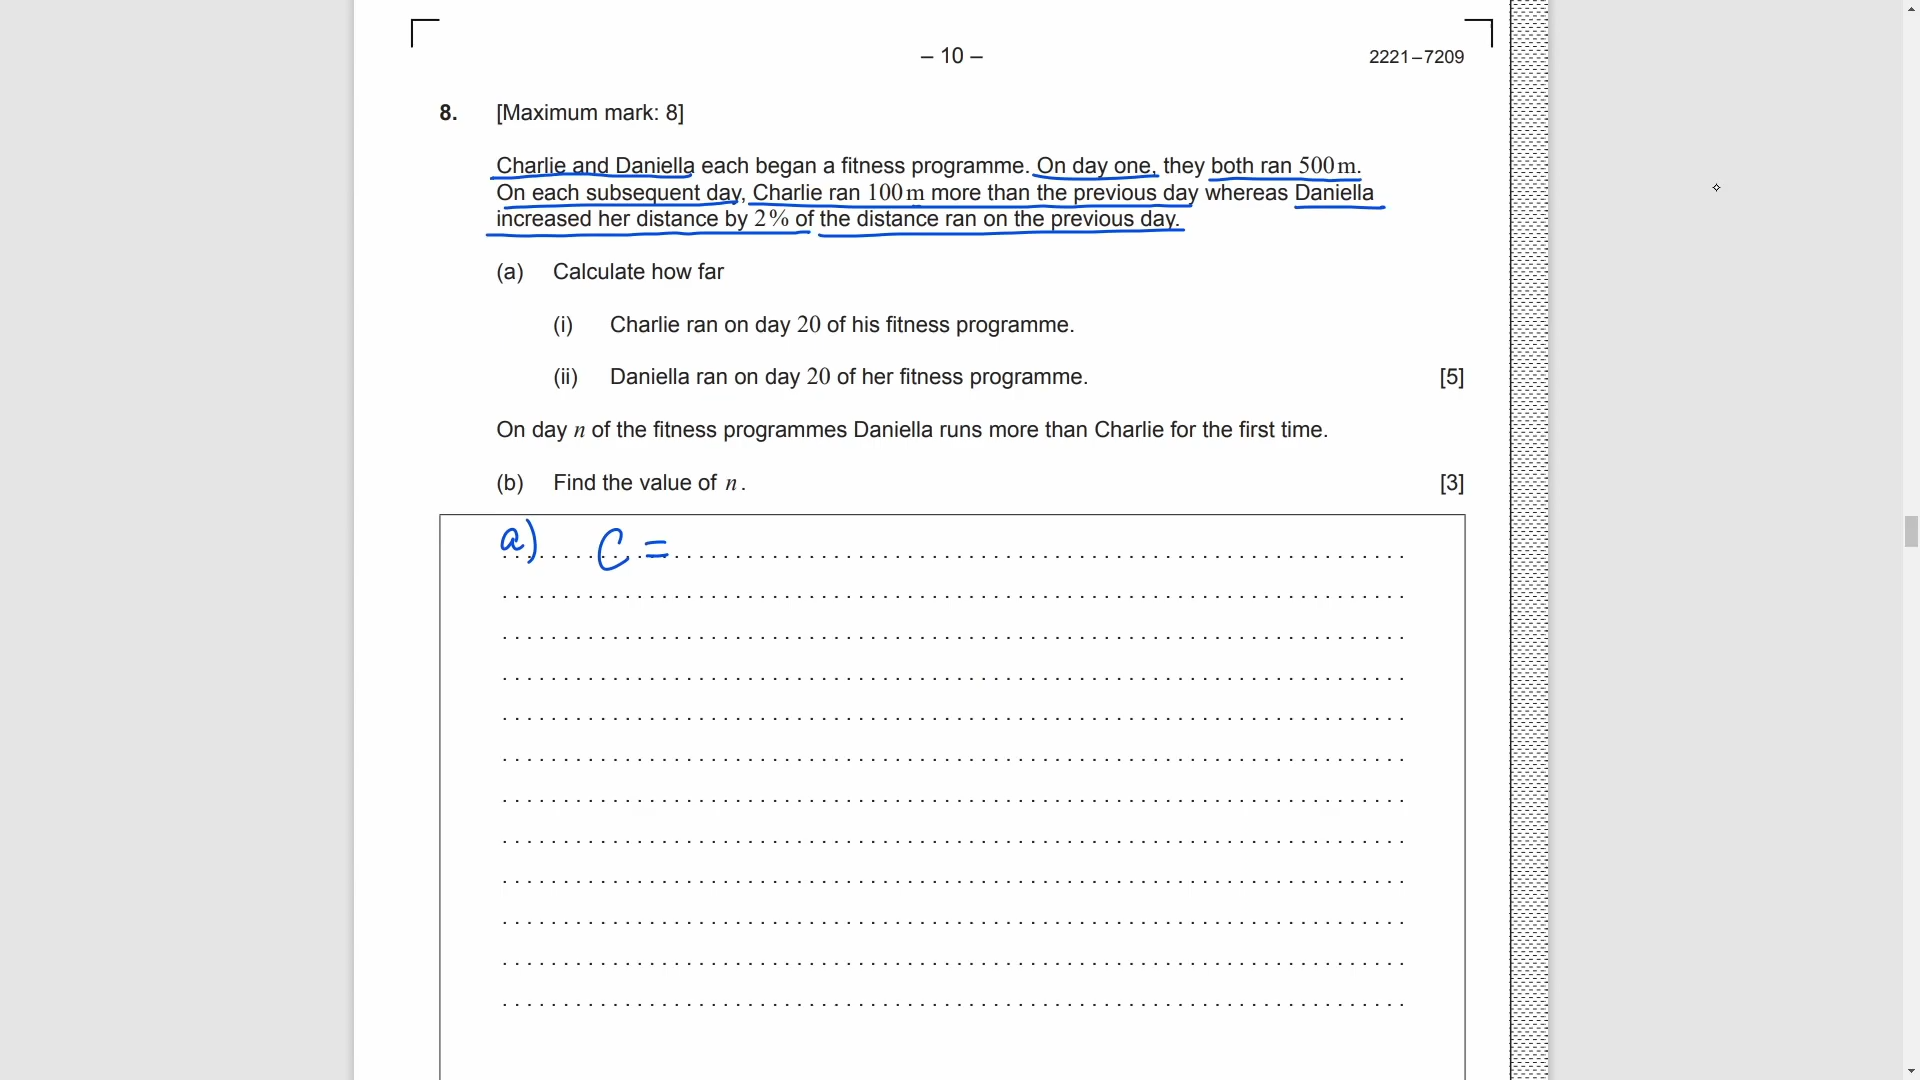 – 10 –
2221–7209
8. [Maximum mark: 8]
Charlie and Daniella each began a fitness programme. On day one, they both ran 500 m.
On each subsequent day, Charlie ran 100 m more than the previous day whereas Daniella
increased her distance by 2 % of the distance ran on the previous day.
(a) Calculate how far
(i) Charlie ran on day 20 of his fitness programme.
(ii) Daniella ran on day 20 of her fitness programme. [5]
On day n of the fitness programmes Daniella runs more than Charlie for the first time.
(b) Find the value of n. [3]
a) C =